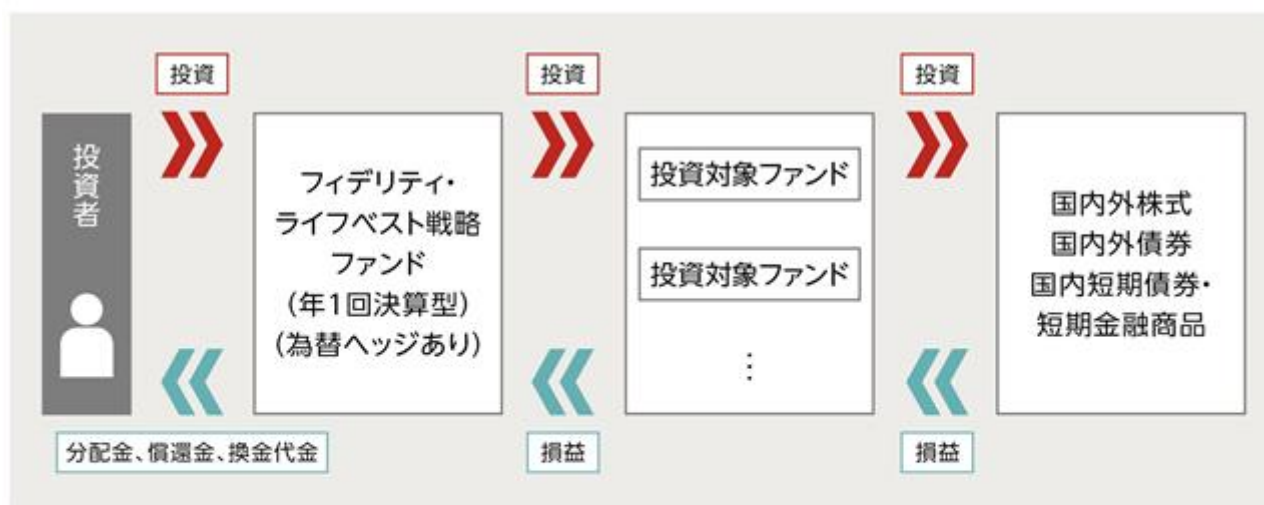 投資
投資
投資
投資者
フィデリティ・
ライフベスト戦略
ファンド
(年1回決算型)
(為替ヘッジあり)
投資対象ファンド
投資対象ファンド
⋮
国内外株式
国内外債券
国内短期債券・
短期金融商品
分配金、償還金、換金代金
損益
損益